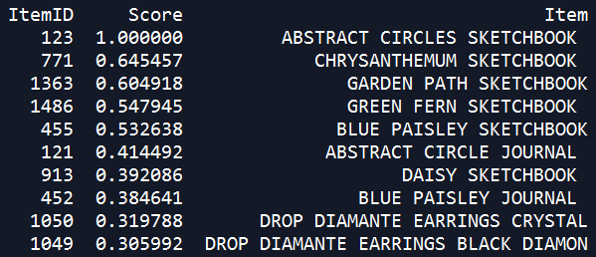 ItemID Score Item
123 1.000000 ABSTRACT CIRCLES SKETCHBOOK
771 0.645457 CHRYSANTHEMUM SKETCHBOOK
1363 0.604918 GARDEN PATH SKETCHBOOK
1486 0.547945 GREEN FERN SKETCHBOOK
455 0.532638 BLUE PAISLEY SKETCHBOOK
121 0.414492 ABSTRACT CIRCLE JOURNAL
913 0.392086 DAISY SKETCHBOOK
452 0.384641 BLUE PAISLEY JOURNAL
1050 0.319788 DROP DIAMANTE EARRINGS CRYSTAL
1049 0.305992 DROP DIAMANTE EARRINGS BLACK DIAMON